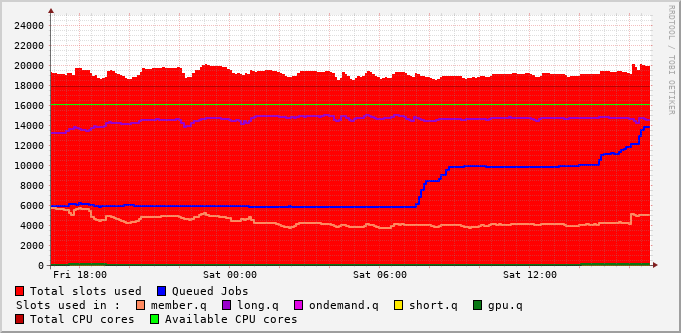 24000
22000
20000
18000
16000
14000
12000
10000
8000
6000
4000
2000
0
Fri 18:00 Sat 00:00 Sat 06:00 Sat 12:00
Total slots used Queued Jobs
Slots used in : member.q long.q ondemand.q short.q gpu.q
Total CPU cores Available CPU cores
RRDTOOL / TOBI OETIKER